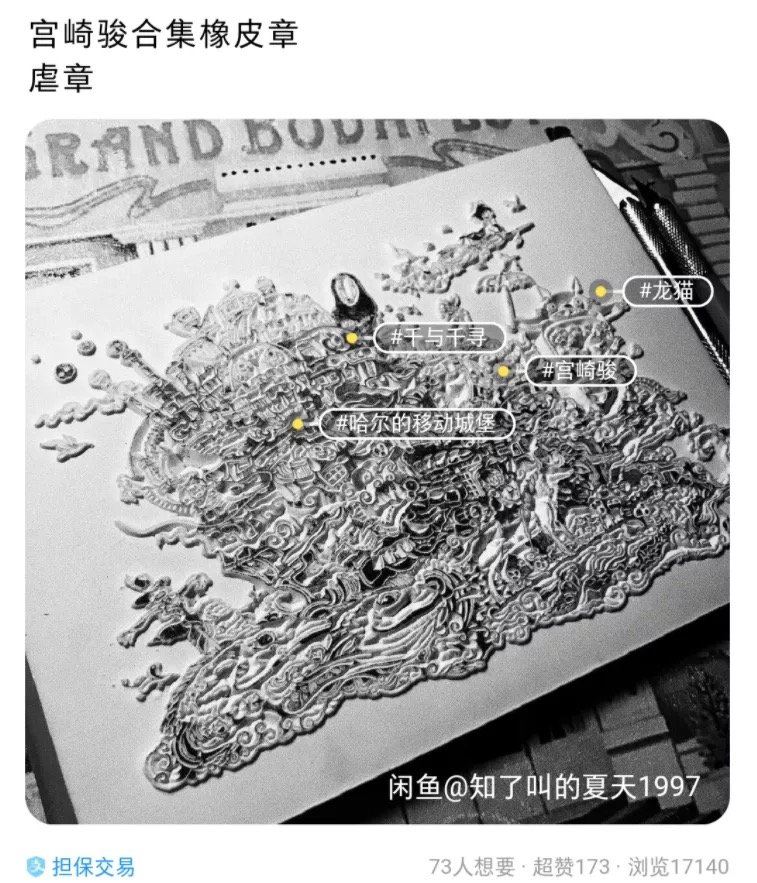 宫崎骏合集橡皮章
虐章
GRAND BUDAPEST
#龙猫
#千与千寻
#宫崎骏
#哈尔的移动城堡
闲鱼@知了叫的夏天1997
担保交易
73人想要 · 超赞173 · 浏览17140